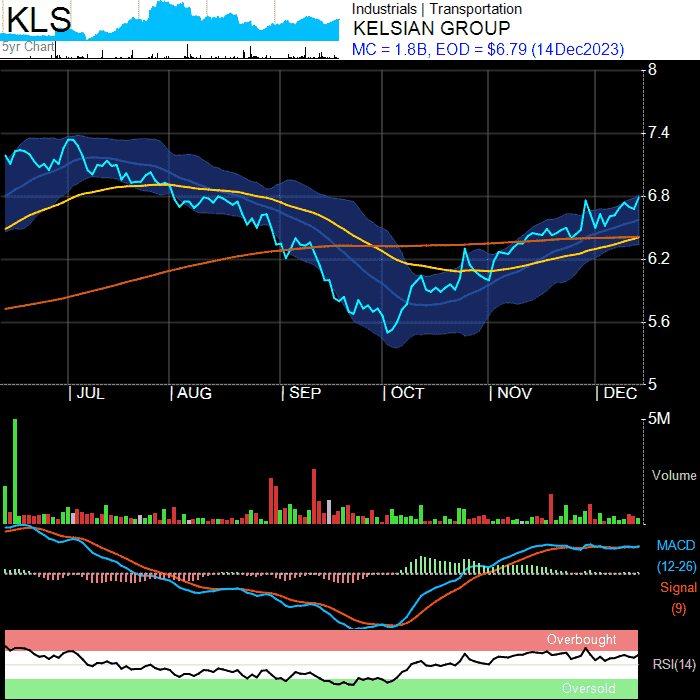 KLS
5yr Chart
Industrials | Transportation
KELSIAN GROUP
MC = 1.8B, EOD = $6.79 (14Dec2023)
8
7.4
6.8
6.2
5.6
5
| JUL | AUG | SEP | OCT | NOV | DEC
5M
Volume
MACD
(12-26)
Signal
(9)
Overbought
RSI(14)
Oversold